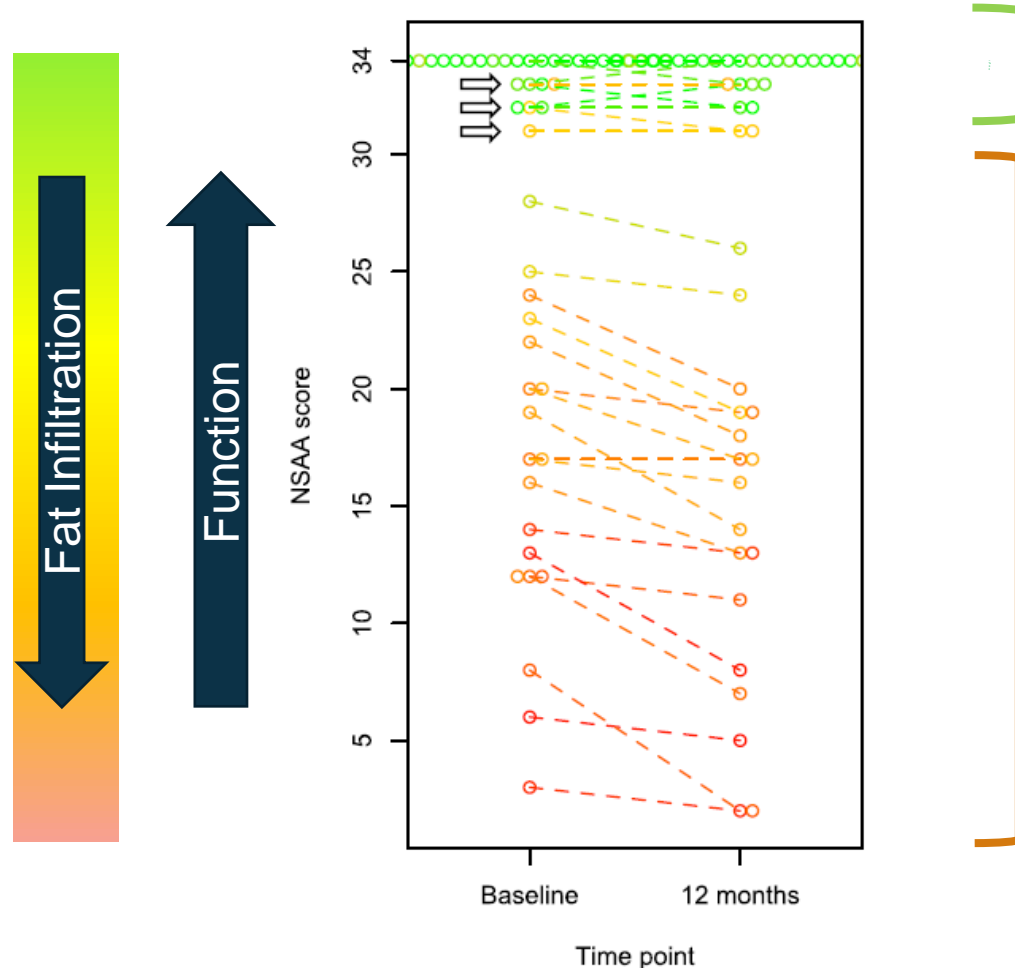 Fat Infiltration
Function
NSAA score
34
30
25
20
15
10
5
Baseline
12 months
Time point